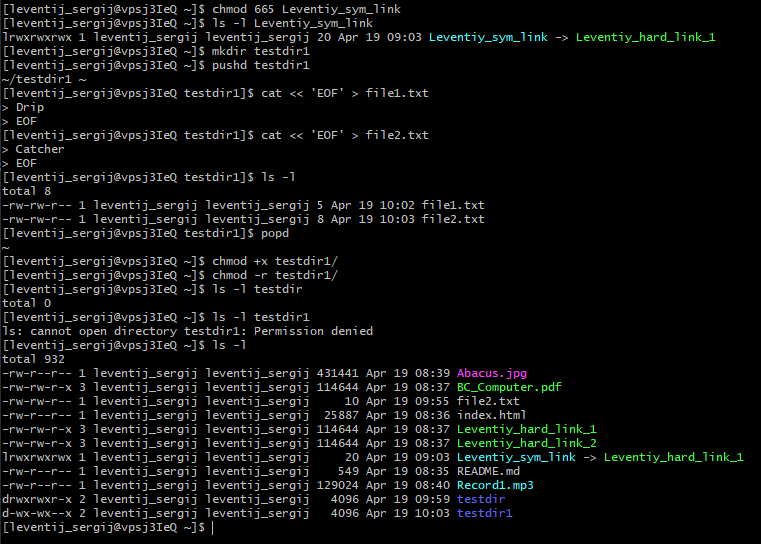 [leventij_sergij@vpsj3IeQ ~]$ chmod 665 Leventiy_sym_link
[leventij_sergij@vpsj3IeQ ~]$ ls -l Leventiy_sym_link
lrwxrwxrwx 1 leventij_sergij leventij_sergij 20 Apr 19 09:03 Leventiy_sym_link -> Leventiy_hard_link_1
[leventij_sergij@vpsj3IeQ ~]$ mkdir testdir1
[leventij_sergij@vpsj3IeQ ~]$ pushd testdir1
~/testdir1 ~
[leventij_sergij@vpsj3IeQ testdir1]$ cat << 'EOF' > file1.txt
> Drip
> EOF
[leventij_sergij@vpsj3IeQ testdir1]$ cat << 'EOF' > file2.txt
> Catcher
> EOF
[leventij_sergij@vpsj3IeQ testdir1]$ ls -l
total 8
-rw-rw-r-- 1 leventij_sergij leventij_sergij 5 Apr 19 10:02 file1.txt
-rw-rw-r-- 1 leventij_sergij leventij_sergij 8 Apr 19 10:03 file2.txt
[leventij_sergij@vpsj3IeQ testdir1]$ popd
~
[leventij_sergij@vpsj3IeQ ~]$ chmod +x testdir1/
[leventij_sergij@vpsj3IeQ ~]$ chmod -r testdir1/
[leventij_sergij@vpsj3IeQ ~]$ ls -l testdir
total 0
[leventij_sergij@vpsj3IeQ ~]$ ls -l testdir1
ls: cannot open directory testdir1: Permission denied
[leventij_sergij@vpsj3IeQ ~]$ ls -l
total 932
-rw-r--r-- 1 leventij_sergij leventij_sergij 431441 Apr 19 08:39 Abacus.jpg
-rw-rw-r-x 3 leventij_sergij leventij_sergij 114644 Apr 19 08:37 BC_Computer.pdf
-rw-rw-r-- 1 leventij_sergij leventij_sergij     10 Apr 19 09:55 file2.txt
-rw-r--r-- 1 leventij_sergij leventij_sergij  25887 Apr 19 08:36 index.html
-rw-rw-r-x 3 leventij_sergij leventij_sergij 114644 Apr 19 08:37 Leventiy_hard_link_1
-rw-rw-r-x 3 leventij_sergij leventij_sergij 114644 Apr 19 08:37 Leventiy_hard_link_2
lrwxrwxrwx 1 leventij_sergij leventij_sergij     20 Apr 19 09:03 Leventiy_sym_link -> Leventiy_hard_link_1
-rw-rw-r-- 1 leventij_sergij leventij_sergij    549 Apr 19 08:35 README.md
-rw-rw-r-- 1 leventij_sergij leventij_sergij 129024 Apr 19 08:40 Record1.mp3
drwxrwxr-x 2 leventij_sergij leventij_sergij   4096 Apr 19 09:59 testdir
d-wx-wx--x 2 leventij_sergij leventij_sergij   4096 Apr 19 10:03 testdir1
[leventij_sergij@vpsj3IeQ ~]$